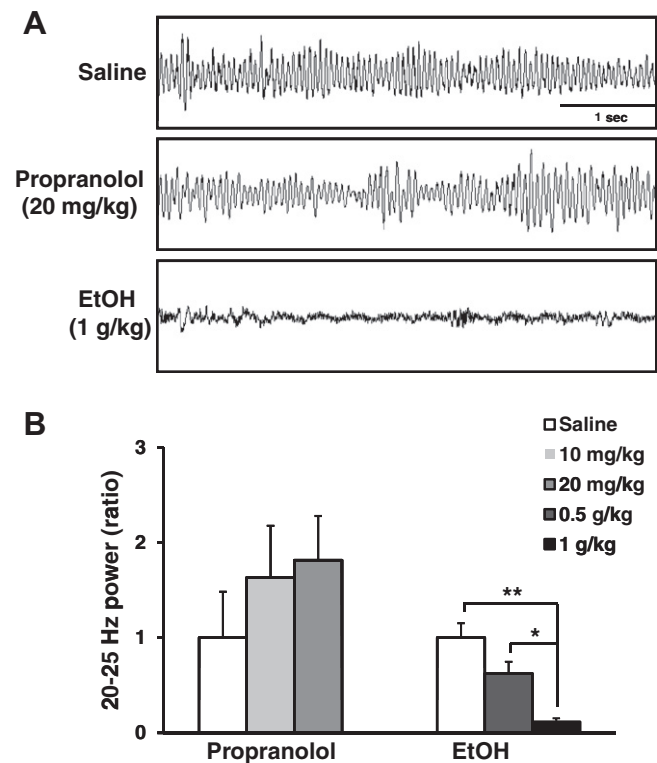 A
Saline
1 sec
Propranolol
(20 mg/kg)
EtOH
(1 g/kg)
B
Saline
10 mg/kg
20 mg/kg
0.5 g/kg
1 g/kg
20-25 Hz power (ratio)
3
2
1
0
**
*
Propranolol
EtOH